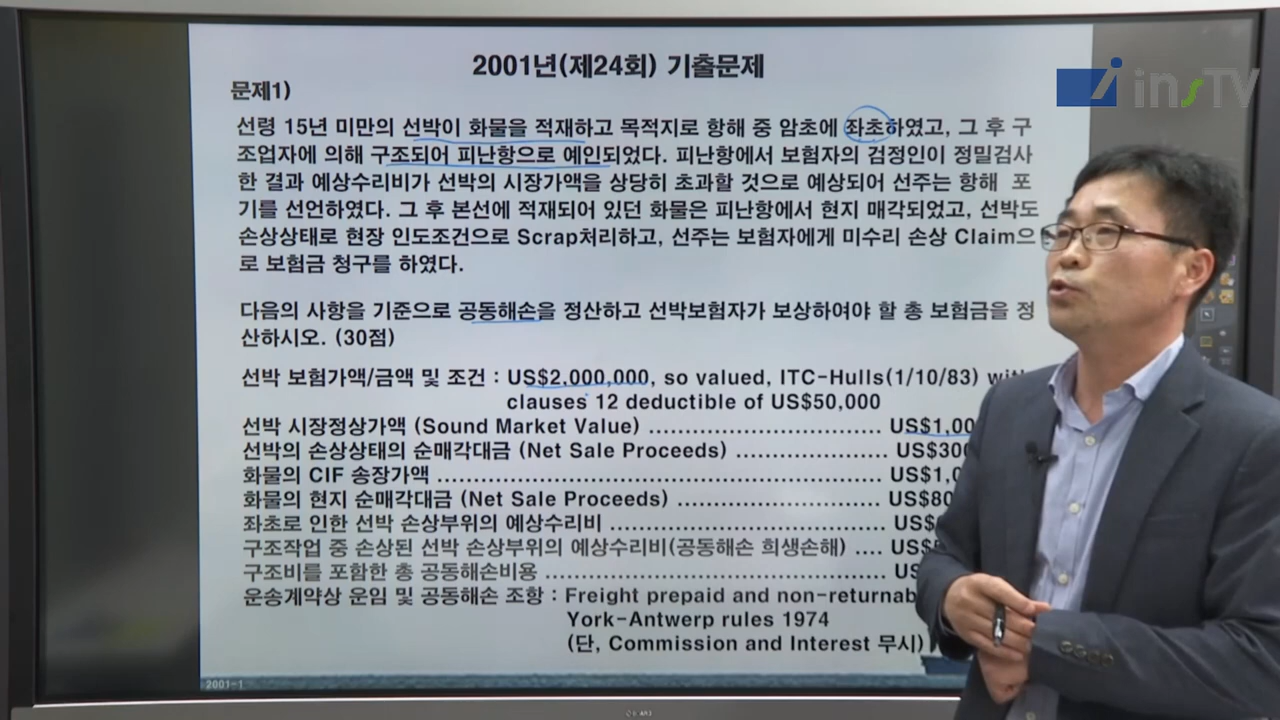 2001년(제24회) 기출문제
insTV
문제1)
선령 15년 미만의 선박이 화물을 적재하고 목적지로 항해 중 암초에 좌초하였고, 그 후 구
조업자에 의해 구조되어 피난항으로 예인되었다. 피난항에서 보험자의 검정인이 정밀검사
한 결과 예상수리비가 선박의 시장가액을 상당히 초과할 것으로 예상되어 선주는 항해 포
기를 선언하였다. 그 후 본선에 적재되어 있던 화물은 피난항에서 현지 매각되었고, 선박도
손상상태로 현장 인도조건으로 Scrap처리하고, 선주는 보험자에게 미수리 손상 Claim으
로 보험금 청구를 하였다.
다음의 사항을 기준으로 공동해손을 정산하고 선박보험자가 보상하여야 할 총 보험금을 정
산하시오. (30점)
선박 보험가액/금액 및 조건 : US$2,000,000, so valued, ITC-Hulls(1/10/83)
clauses 12 deductible of US$50,000
선박 시장정상가액 (Sound Market Value) ................................ US$1,00
선박의 손상상태의 순매각대금 (Net Sale Proceeds) .................... US$300
화물의 CIF 송장가액 ............................................................ US$1,
화물의 현지 순매각대금 (Net Sale Proceeds) ............................ US$80
좌초로 인한 선박 손상부위의 예상수리비 ..................................... US$
구조작업 중 손상된 선박 손상부위의 예상수리비(공동해손 희생손해) .... US$
구조비를 포함한 총 공동해손비용 ............................................... US
운송계약상 운임 및 공동해손 조항 : Freight prepaid and non-returnab
York-Antwerp rules 1974
(단, Commission and Interest 무시)
2001-1